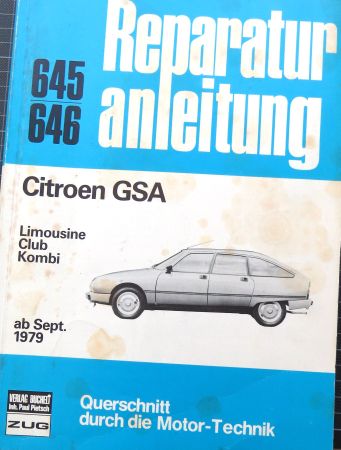 Reparatur
anleitung
645
646
Citroen GSA
Limousine
Club
Kombi
ab Sept.
1979
VERLAG BUCHELI
Inh. Paul Pietsch
ZUG
Querschnitt
durch die Motor-Technik